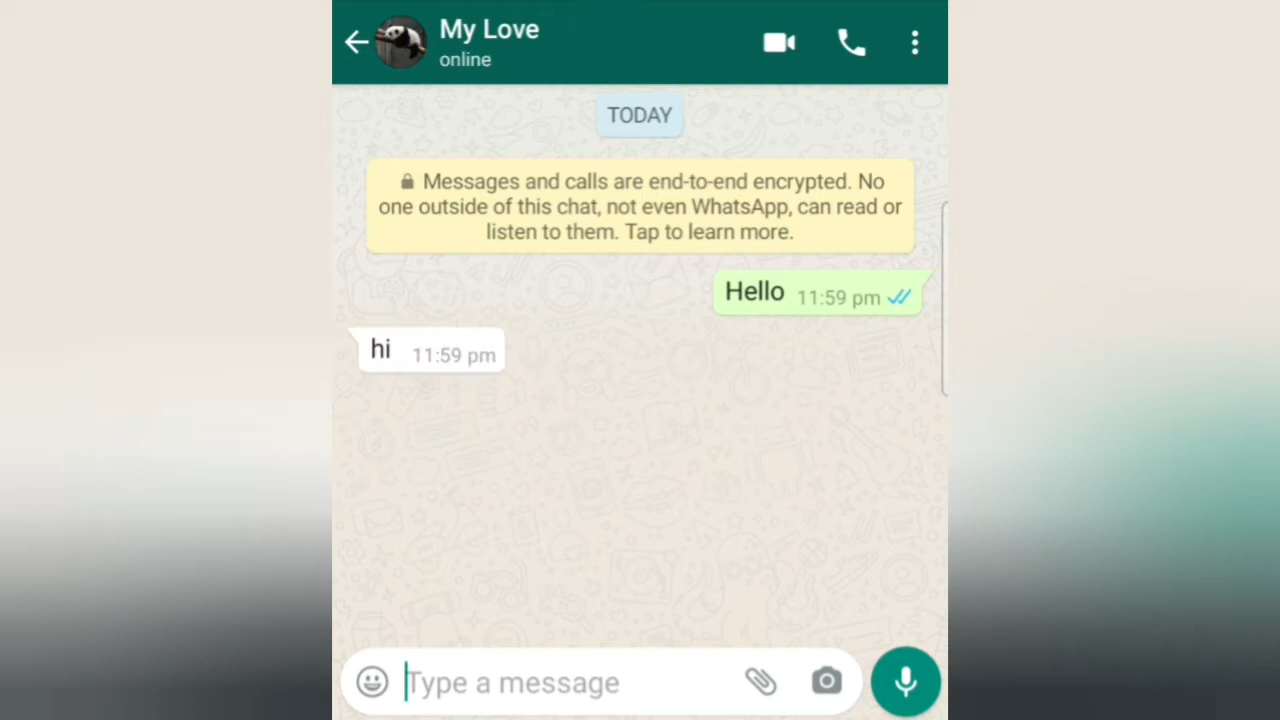 My Love
online
TODAY
Messages and calls are end-to-end encrypted. No
one outside of this chat, not even WhatsApp, can read or
listen to them. Tap to learn more.
Hello 11:59 pm
hi 11:59 pm
Type a message